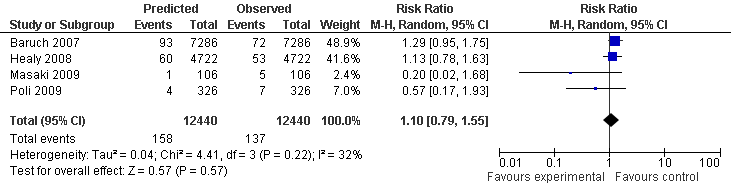 Predicted Observed Risk Ratio Risk Ratio
Study or Subgroup Events Total Events Total Weight M-H, Random, 95% CI M-H, Random, 95% CI
Baruch 2007 93 7286 72 7286 48.9% 1.29 [0.95, 1.75]
Healy 2008 60 4722 53 4722 41.6% 1.13 [0.78, 1.63]
Masaki 2009 1 106 5 106 2.4% 0.20 [0.02, 1.68]
Poli 2009 4 326 7 326 7.0% 0.57 [0.17, 1.93]
Total (95% CI) 12440 12440 100.0% 1.10 [0.79, 1.55]
Total events 158 137
Heterogeneity: Tau² = 0.04; Chi² = 4.41, df = 3 (P = 0.22); I² = 32%
Test for overall effect: Z = 0.57 (P = 0.57)
0.01 0.1 1 10 100
Favours experimental Favours control